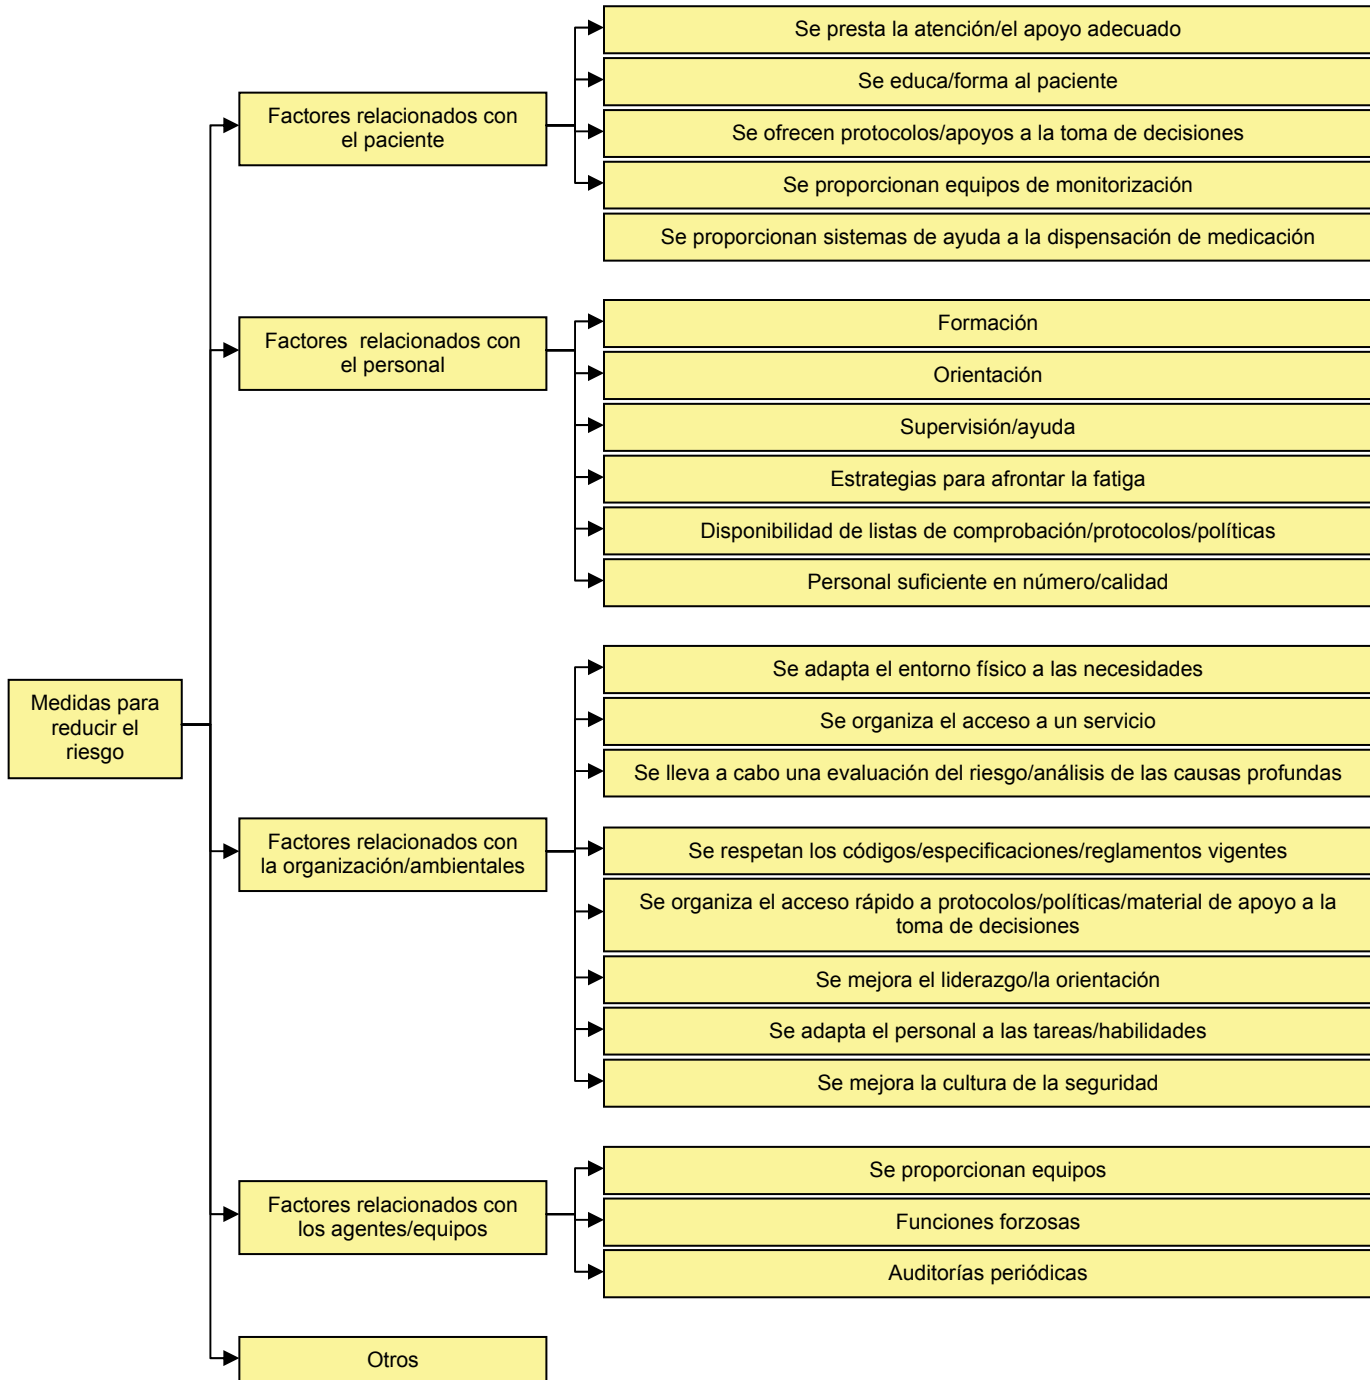 Medidas para
reducir el
riesgo
Factores relacionados con
el paciente
Se presta la atención/el apoyo adecuado
Se educa/forma al paciente
Se ofrecen protocolos/apoyos a la toma de decisiones
Se proporcionan equipos de monitorización
Se proporcionan sistemas de ayuda a la dispensación de medicación
Factores relacionados con
el personal
Formación
Orientación
Supervisión/ayuda
Estrategias para afrontar la fatiga
Disponibilidad de listas de comprobación/protocolos/políticas
Personal suficiente en número/calidad
Factores relacionados con
la organización/ambientales
Se adapta el entorno físico a las necesidades
Se organiza el acceso a un servicio
Se lleva a cabo una evaluación del riesgo/análisis de las causas profundas
Se respetan los códigos/especificaciones/reglamentos vigentes
Se organiza el acceso rápido a protocolos/políticas/material de apoyo a la
toma de decisiones
Se mejora el liderazgo/la orientación
Se adapta el personal a las tareas/habilidades
Se mejora la cultura de la seguridad
Factores relacionados con
los agentes/equipos
Se proporcionan equipos
Funciones forzosas
Auditorías periódicas
Otros